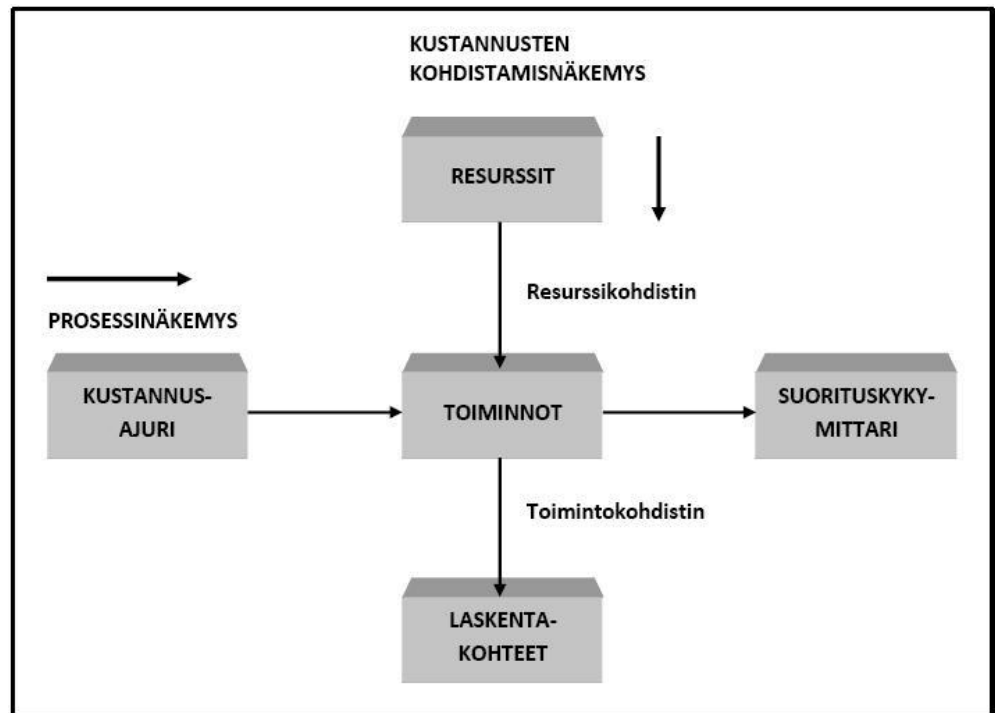 KUSTANNUSTEN
KOHDISTAMISNÄKEMYS
RESURSSIT
Resurssikohdistin
PROSESSINÄKEMYS
KUSTANNUS-
AJURI
TOIMINNOT
SUORITUSKYKY-
MITTARI
Toimintokohdistin
LASKENTA-
KOHTEET